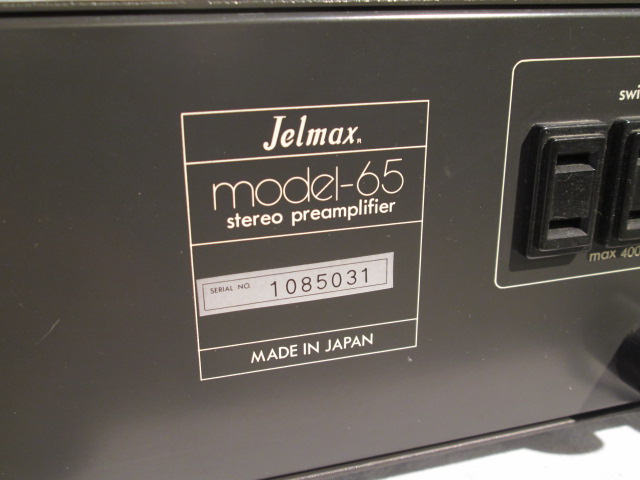 Jelmax®
model-65
stereo preamplifier
SERIAL NO. 1085031
MADE IN JAPAN
max 400